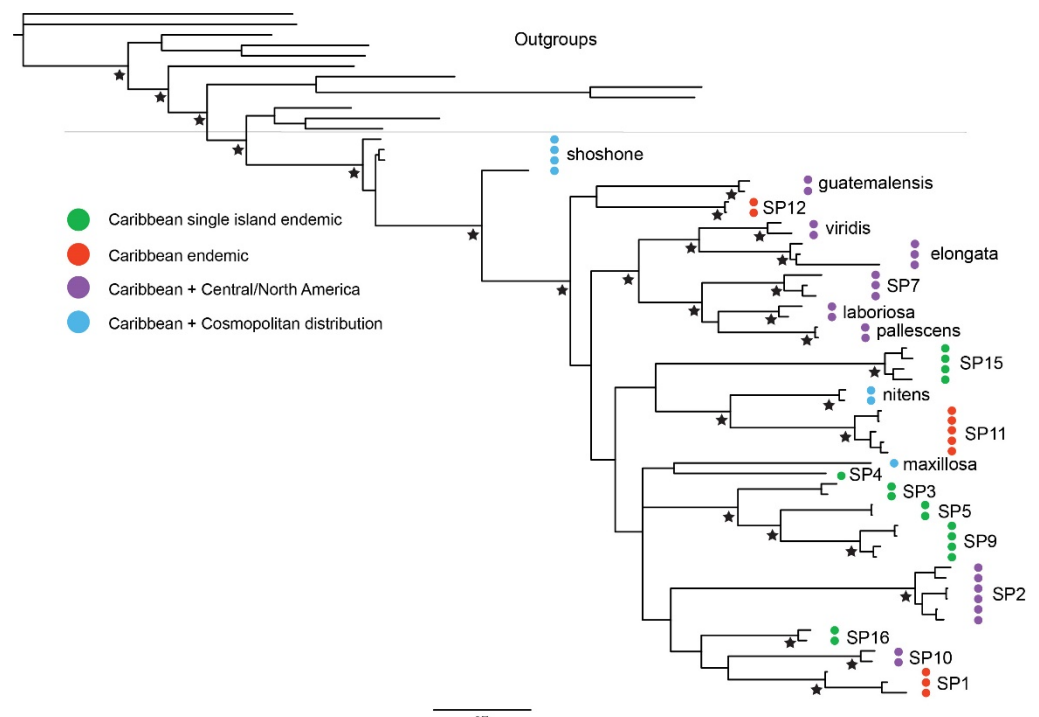 Outgroups
shoshone
guatemalensis
SP12
viridis
elongata
SP7
laboriosa
pallescens
SP15
nitens
SP11
maxillosa
SP4
SP3
SP5
SP9
SP2
SP16
SP10
SP1
Caribbean single island endemic
Caribbean endemic
Caribbean + Central/North America
Caribbean + Cosmopolitan distribution